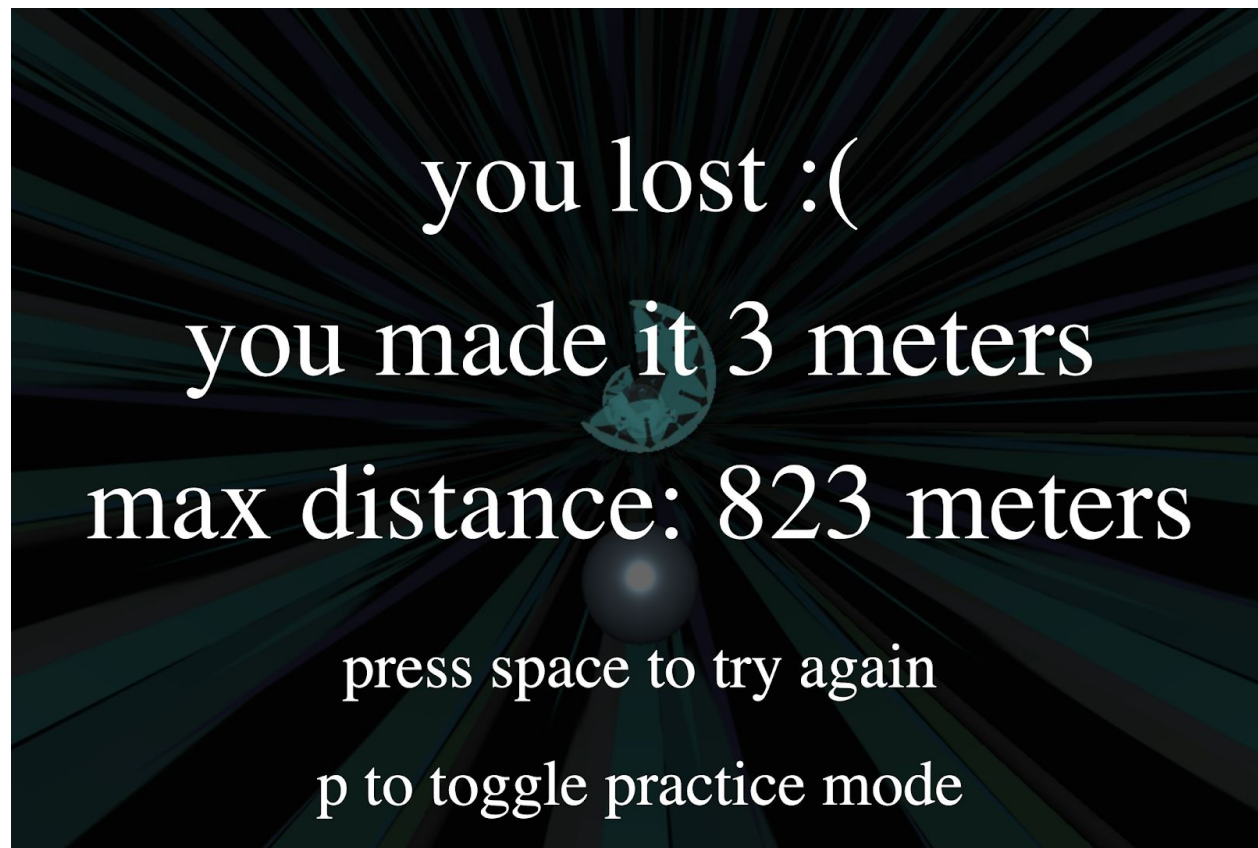 you lost :(
you made it 3 meters
max distance: 823 meters
press space to try again
p to toggle practice mode